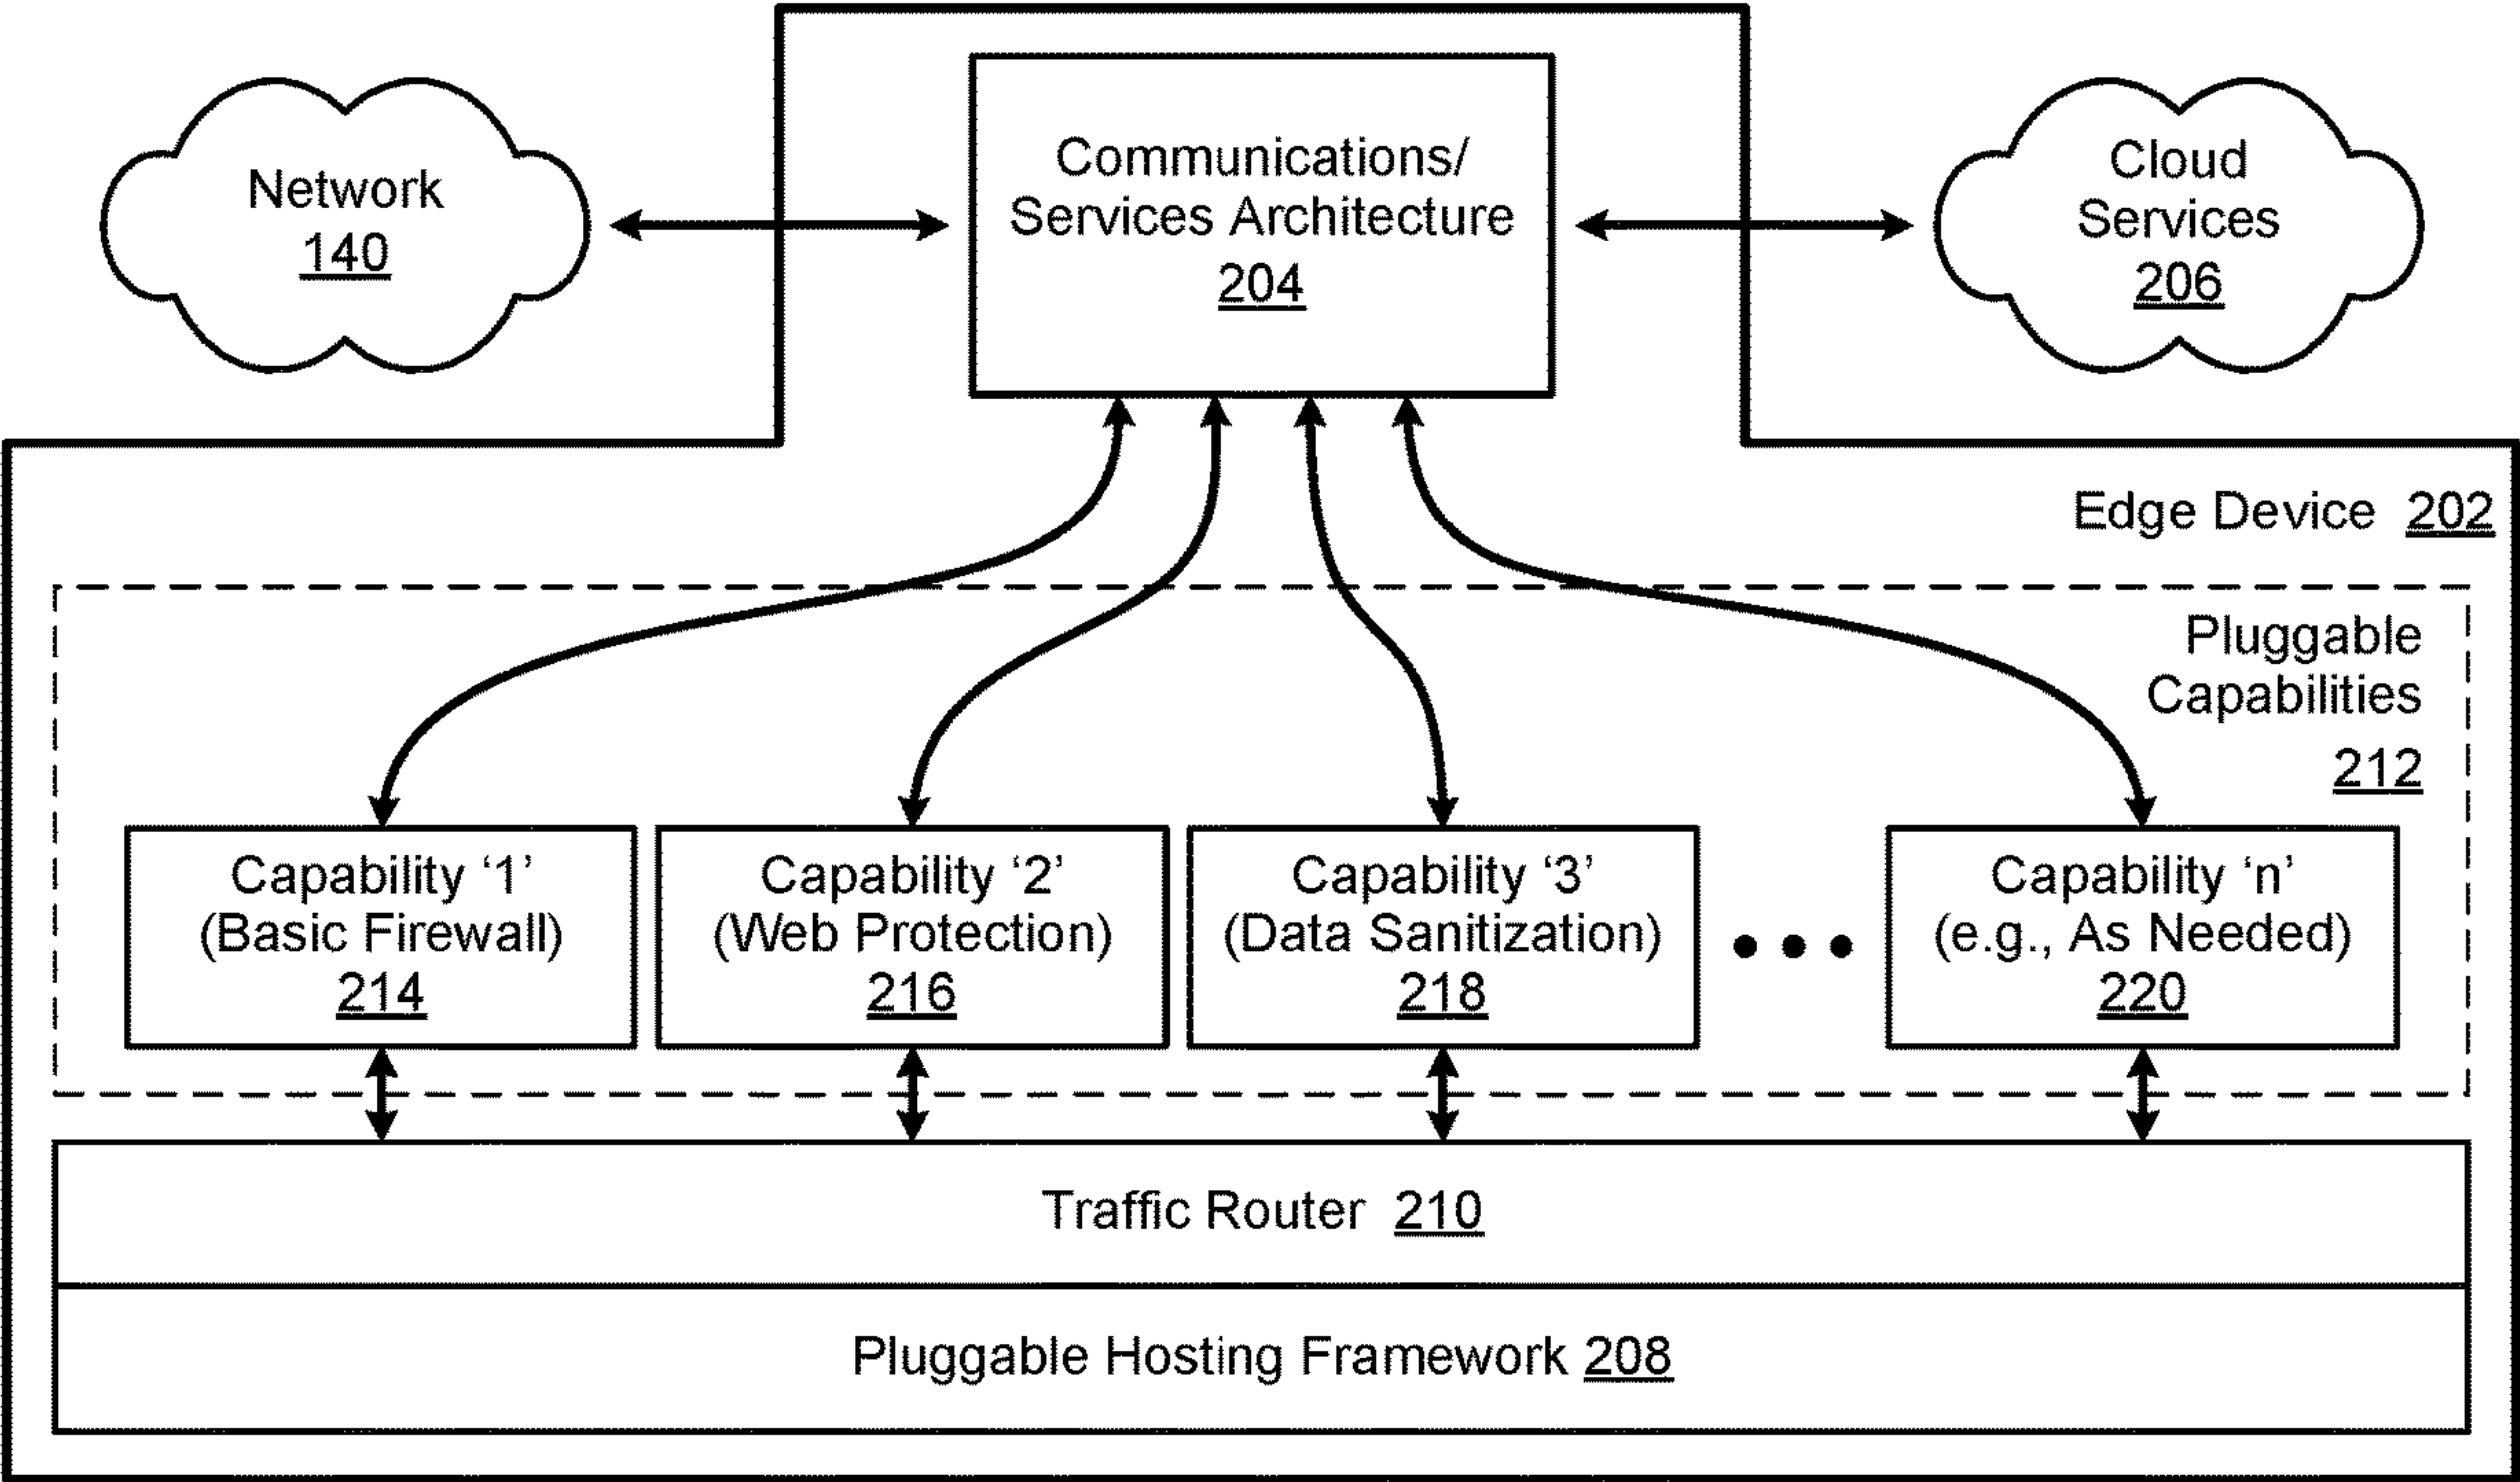 Network
140
Communications/
Services Architecture
204
Cloud
Services
206
Edge Device 202
Pluggable
Capabilities
212
Capability ‘1’
(Basic Firewall)
214
Capability ‘2’
(Web Protection)
216
Capability ‘3’
(Data Sanitization)
218
Capability ‘n’
(e.g., As Needed)
220
Traffic Router 210
Pluggable Hosting Framework 208